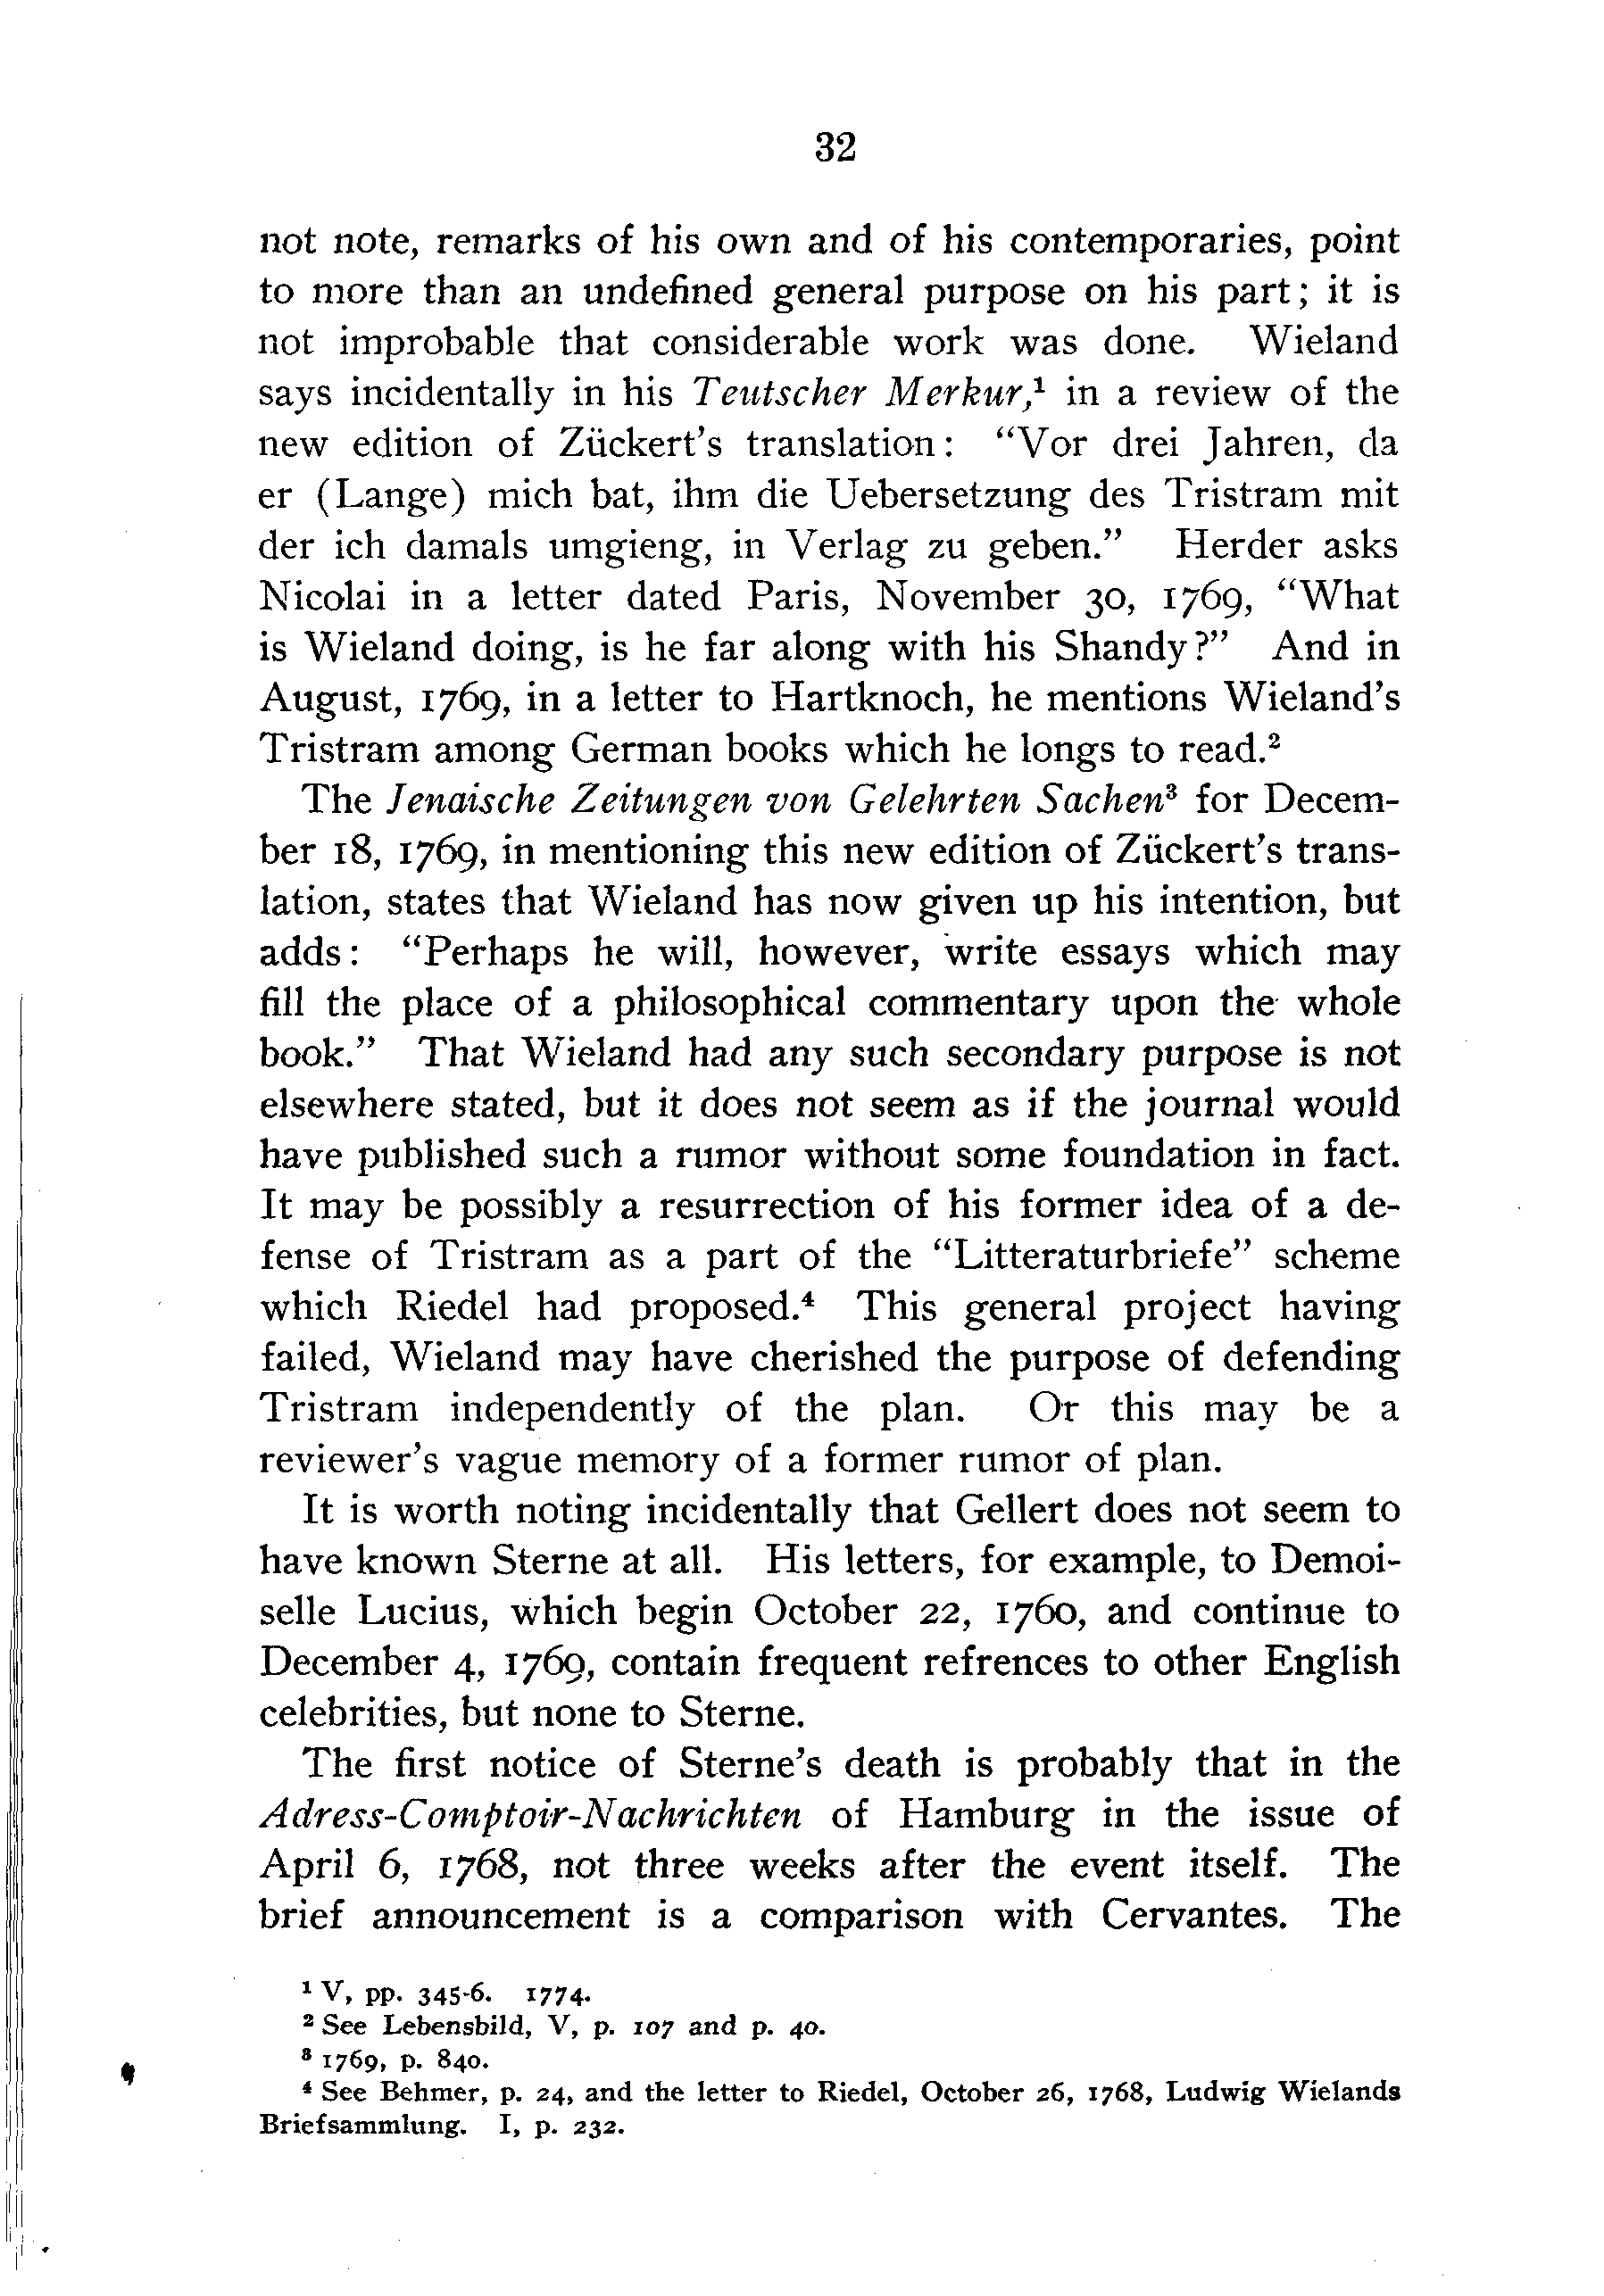 32
not note, remarks of his own and of his contemporaries, point
to more than an undefined general purpose on his part; it is
not improbable that considerable work was done. Wieland
says incidentally in his Teutscher Merkur,¹ in a review of the
new edition of Zückert's translation: “Vor drei Jahren, da
er (Lange) mich bat, ihm die Uebersetzung des Tristram mit
der ich damals umgieng, in Verlag zu geben.” Herder asks
Nicolai in a letter dated Paris, November 30, 1769, “What
is Wieland doing, is he far along with his Shandy?” And in
August, 1769, in a letter to Hartknoch, he mentions Wieland's
Tristram among German books which he longs to read.²
The Jenaische Zeitungen von Gelehrten Sachen³ for Decem-
ber 18, 1769, in mentioning this new edition of Zückert's trans-
lation, states that Wieland has now given up his intention, but
adds: “Perhaps he will, however, write essays which may
fill the place of a philosophical commentary upon the whole
book.” That Wieland had any such secondary purpose is not
elsewhere stated, but it does not seem as if the journal would
have published such a rumor without some foundation in fact.
It may be possibly a resurrection of his former idea of a de-
fense of Tristram as a part of the “Litteraturbriefe” scheme
which Riedel had proposed.⁴ This general project having
failed, Wieland may have cherished the purpose of defending
Tristram independently of the plan. Or this may be a
reviewer's vague memory of a former rumor of plan.
It is worth noting incidentally that Gellert does not seem to
have known Sterne at all. His letters, for example, to Demoi-
selle Lucius, which begin October 22, 1760, and continue to
December 4, 1769, contain frequent refrences to other English
celebrities, but none to Sterne.
The first notice of Sterne's death is probably that in the
Adress-Comptoir-Nachrichten of Hamburg in the issue of
April 6, 1768, not three weeks after the event itself. The
brief announcement is a comparison with Cervantes. The
¹ V, pp. 345-6. 1774.
² See Lebensbild, V, p. 107 and p. 40.
³ 1769, p. 840.
⁴ See Behmer, p. 24, and the letter to Riedel, October 26, 1768, Ludwig Wielands
Briefsammlung. I, p. 232.